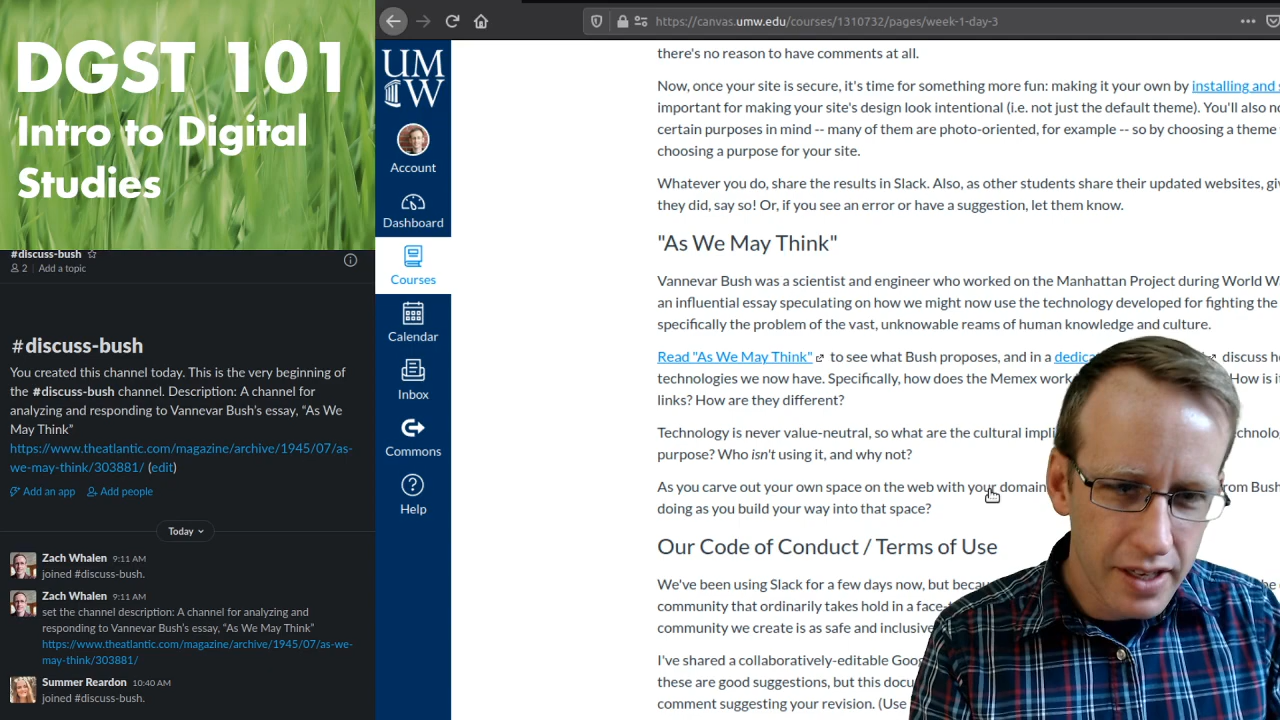 DGST 101
Intro to Digital
Studies
#discuss-bush
2 | Add a topic
#discuss-bush
You created this channel today. This is the very beginning of
the #discuss-bush channel. Description: A channel for
analyzing and responding to Vannevar Bush's essay, "As We
May Think"
https://www.theatlantic.com/magazine/archive/1945/07/as-
we-may-think/303881/ (edit)
Add an app Add people
Today
Zach Whalen 9:11 AM
joined #discuss-bush.
Zach Whalen 9:11 AM
set the channel description: A channel for analyzing and
responding to Vannevar Bush's essay, "As We May Think"
https://www.theatlantic.com/magazine/archive/1945/07/as-we-
may-think/303881/
Summer Reardon 10:40 AM
joined #discuss-bush.
https://canvas.umw.edu/courses/1310732/pages/week-1-day-3
UMW
Account
Dashboard
Courses
Calendar
Inbox
Commons
Help
there's no reason to have comments at all.
Now, once your site is secure, it's time for something more fun: making it your own by installing and s
important for making your site's design look intentional (i.e. not just the default theme). You'll also no
certain purposes in mind -- many of them are photo-oriented, for example -- so by choosing a theme
choosing a purpose for your site.
Whatever you do, share the results in Slack. Also, as other students share their updated websites, giv
they did, say so! Or, if you see an error or have a suggestion, let them know.
"As We May Think"
Vannevar Bush was a scientist and engineer who worked on the Manhattan Project during World Wa
an influential essay speculating on how we might now use the technology developed for fighting the
specifically the problem of the vast, unknowable reams of human knowledge and culture.
Read "As We May Think" to see what Bush proposes, and in a dedic discuss ho
technologies we now have. Specifically, how does the Memex work How is i
links? How are they different?
Technology is never value-neutral, so what are the cultural impli echnolo
purpose? Who isn't using it, and why not?
As you carve out your own space on the web with your domain rom Bush
doing as you build your way into that space?
Our Code of Conduct / Terms of Use
We've been using Slack for a few days now, but becau
community that ordinarily takes hold in a face-t
community we create is as safe and inclusive
I've shared a collaboratively-editable Goog
these are good suggestions, but this docu
comment suggesting your revision. (Use